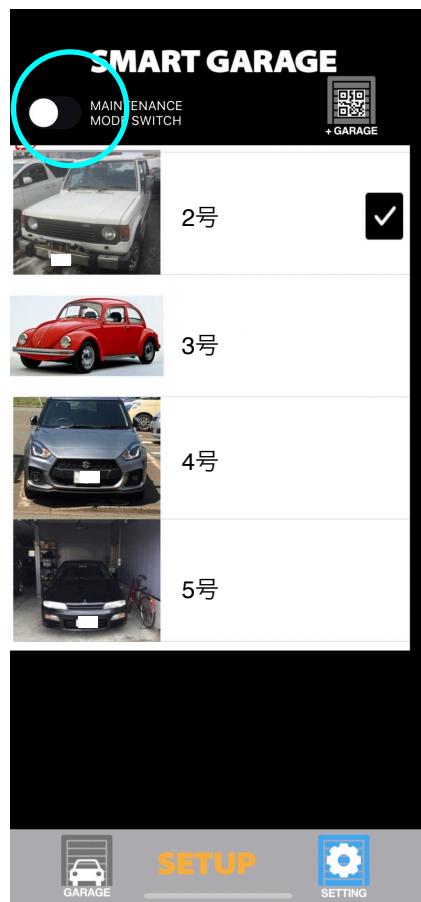 SMART GARAGE
MAINTENANCE
MODE SWITCH
+ GARAGE
2号
3号
4号
5号
GARAGE
SETUP
SETTING